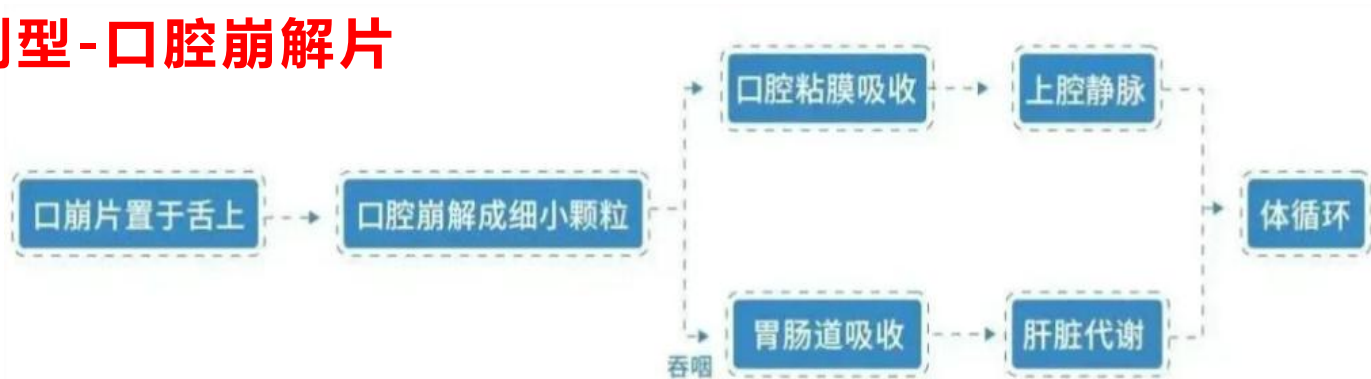 型-口腔崩解片
口腔粘膜吸收
上腔静脉
口崩片置于舌上
口腔崩解成细小颗粒
体循环
胃肠道吸收
肝脏代谢
吞咽